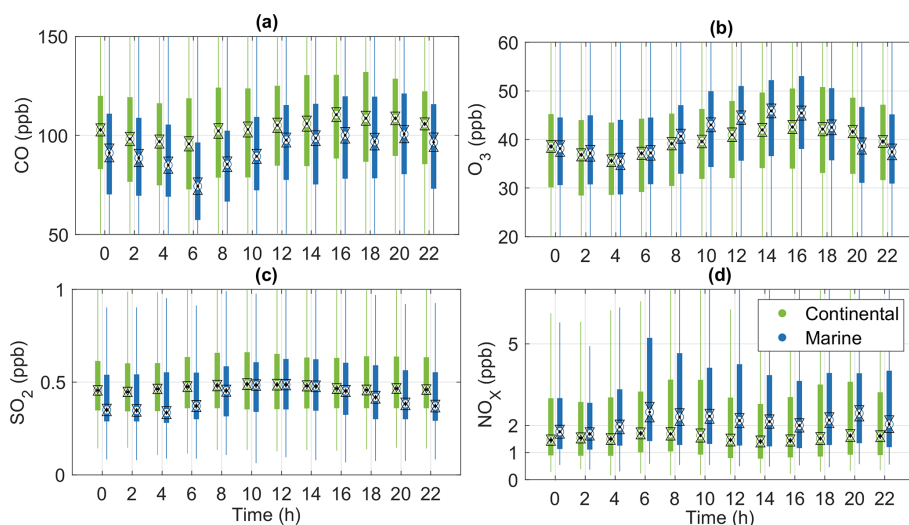 (a)
CO (ppb)
150
100
50
0 2 4 6 8 10 12 14 16 18 20 22
(b)
O3 (ppb)
60
50
40
30
20
0 2 4 6 8 10 12 14 16 18 20 22
(c)
SO2 (ppb)
1
0.5
0
0 2 4 6 8 10 12 14 16 18 20 22
Time (h)
(d)
NOX (ppb)
5
2
1
0
Continental
Marine
0 2 4 6 8 10 12 14 16 18 20 22
Time (h)